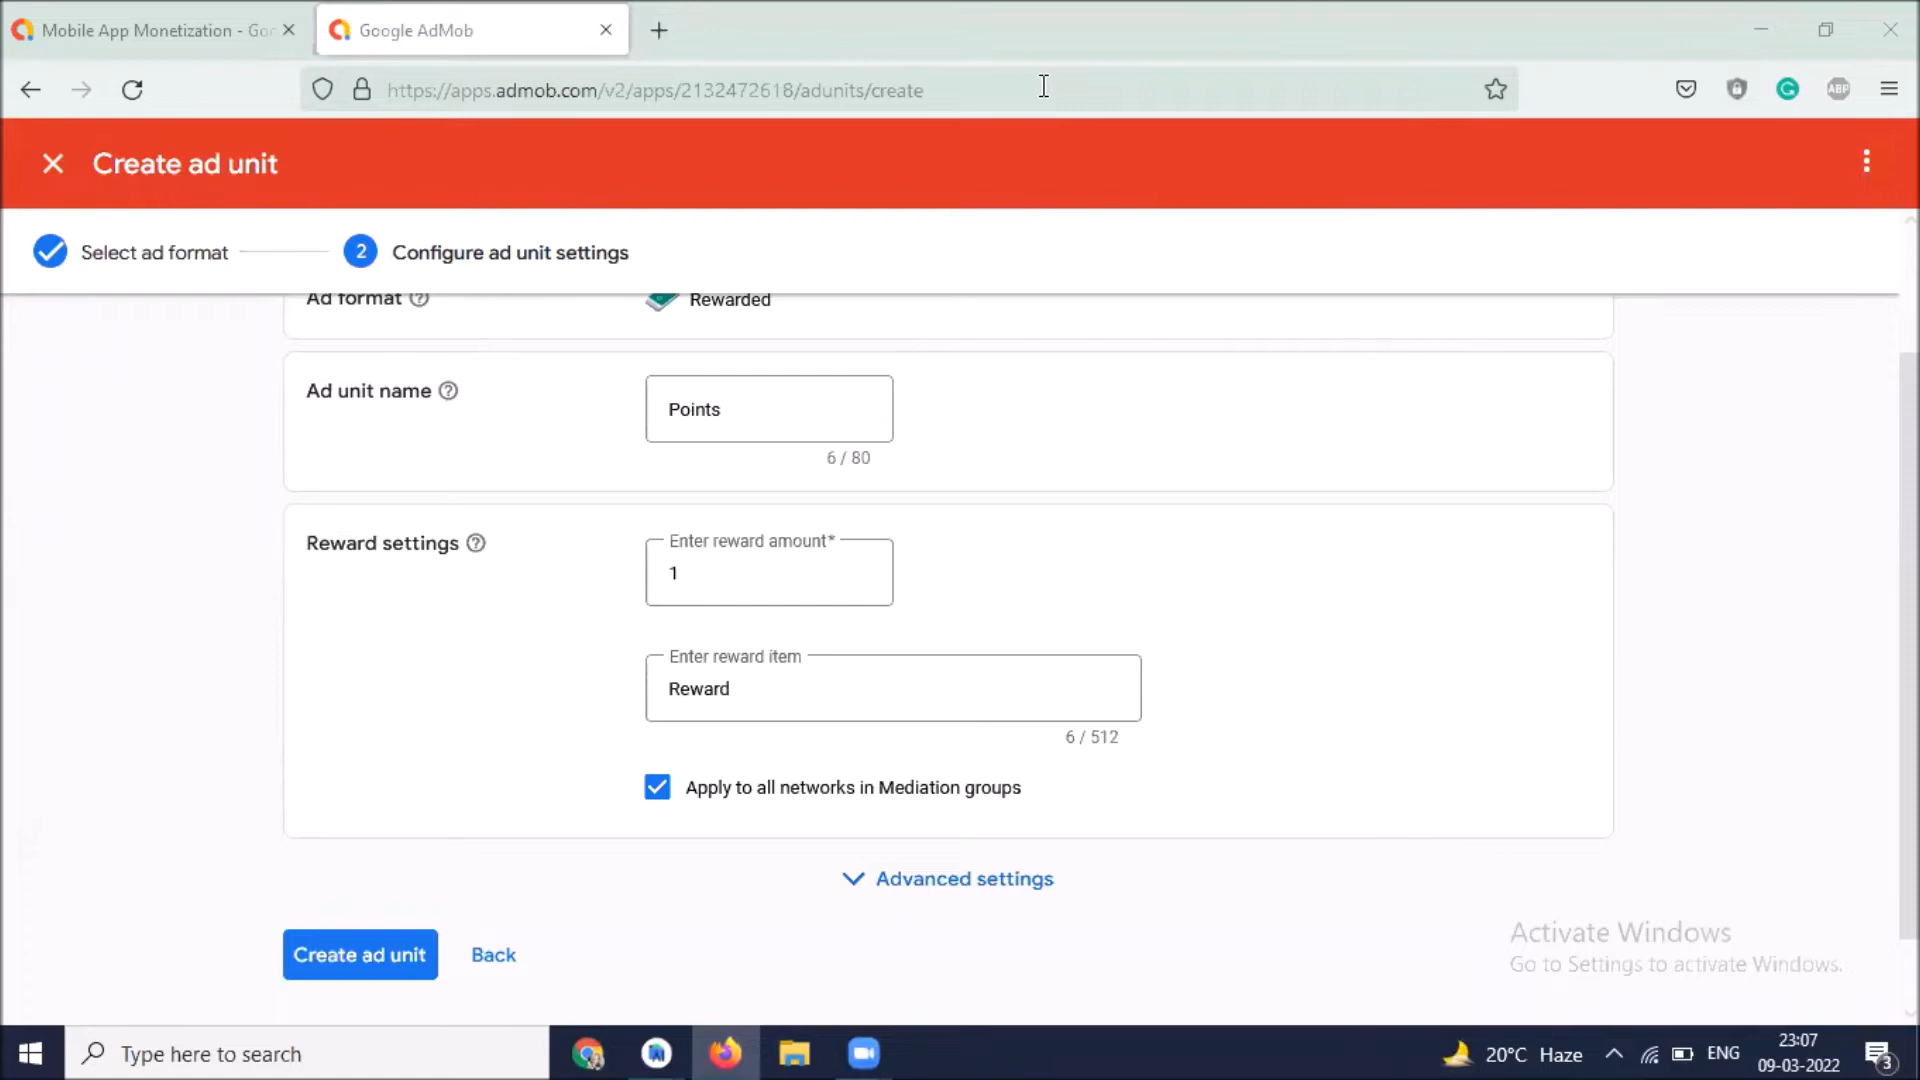 Mobile App Monetization - Goo
Google AdMob
https://apps.admob.com/v2/apps/2132472618/adunits/create
ABP
Create ad unit
Select ad format
2 Configure ad unit settings
Ad format
Rewarded
Ad unit name
Points
6 / 80
Reward settings
Enter reward amount*
1
Enter reward item
Reward
6 / 512
Apply to all networks in Mediation groups
Advanced settings
Create ad unit
Back
Activate Windows
Go to Settings to activate Windows.
Type here to search
20°C Haze
ENG
23:07
09-03-2022
3